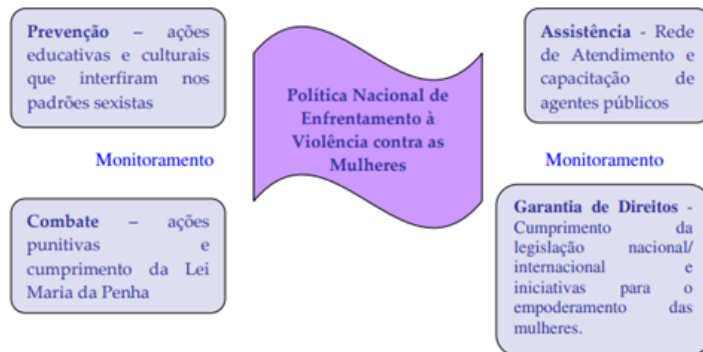 Prevenção – ações
educativas e culturais
que interfiram nos
padrões sexistas
Política Nacional de
Enfrentamento à
Violência contra as
Mulheres
Assistência - Rede
de Atendimento e
capacitação de
agentes públicos
Monitoramento
Monitoramento
Combate – ações
punitivas e
cumprimento da Lei
Maria da Penha
Garantia de Direitos -
Cumprimento da
legislação nacional/
internacional e
iniciativas para o
empoderamento das
mulheres.